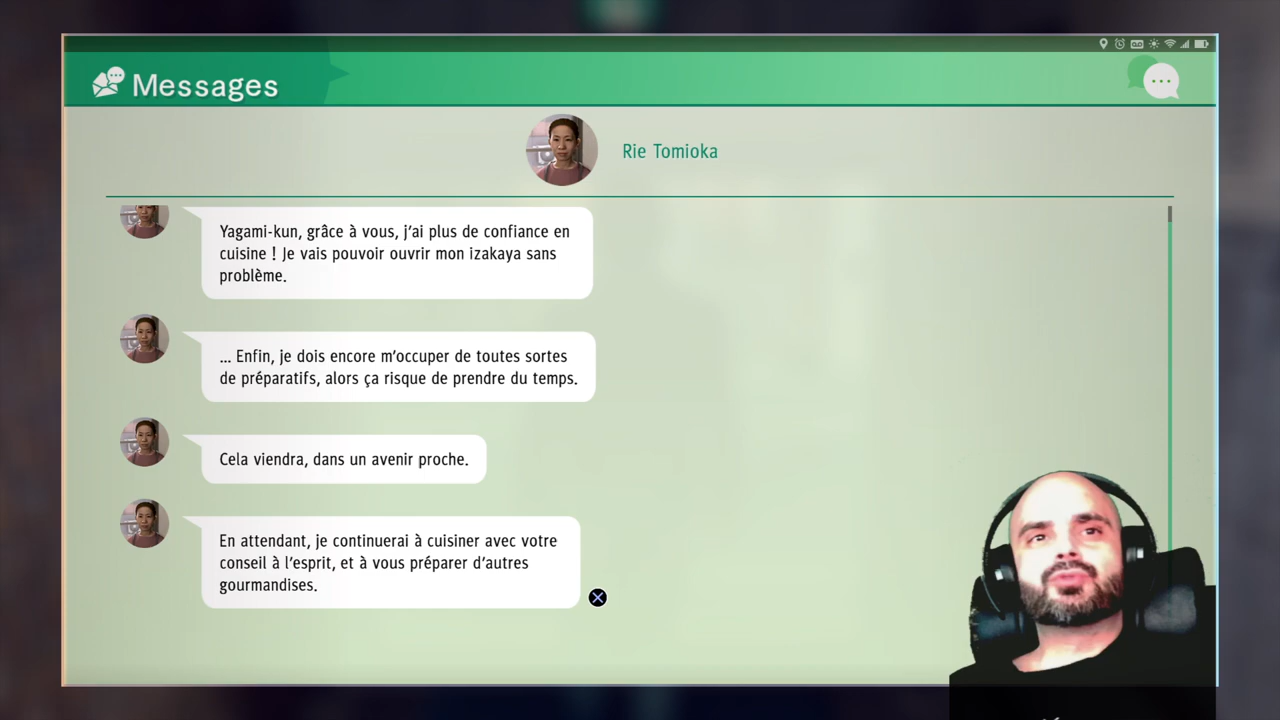 Messages
Rie Tomioka
Yagami-kun, grâce à vous, j'ai plus de confiance en
cuisine ! Je vais pouvoir ouvrir mon izakaya sans
problème.
... Enfin, je dois encore m'occuper de toutes sortes
de préparatifs, alors ça risque de prendre du temps.
Cela viendra, dans un avenir proche.
En attendant, je continuerai à cuisiner avec votre
conseil à l'esprit, et à vous préparer d'autres
gourmandises.